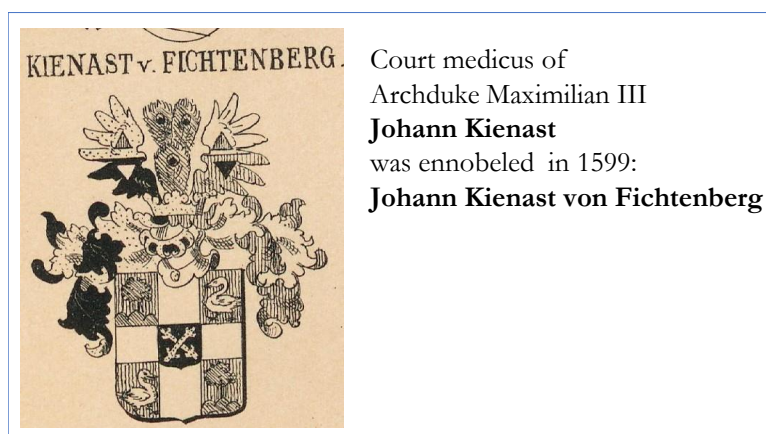 KIENAST v. FICHTENBERG.
Court medicus of
Archduke Maximilian III
Johann Kienast
was ennobeled in 1599:
Johann Kienast von Fichtenberg